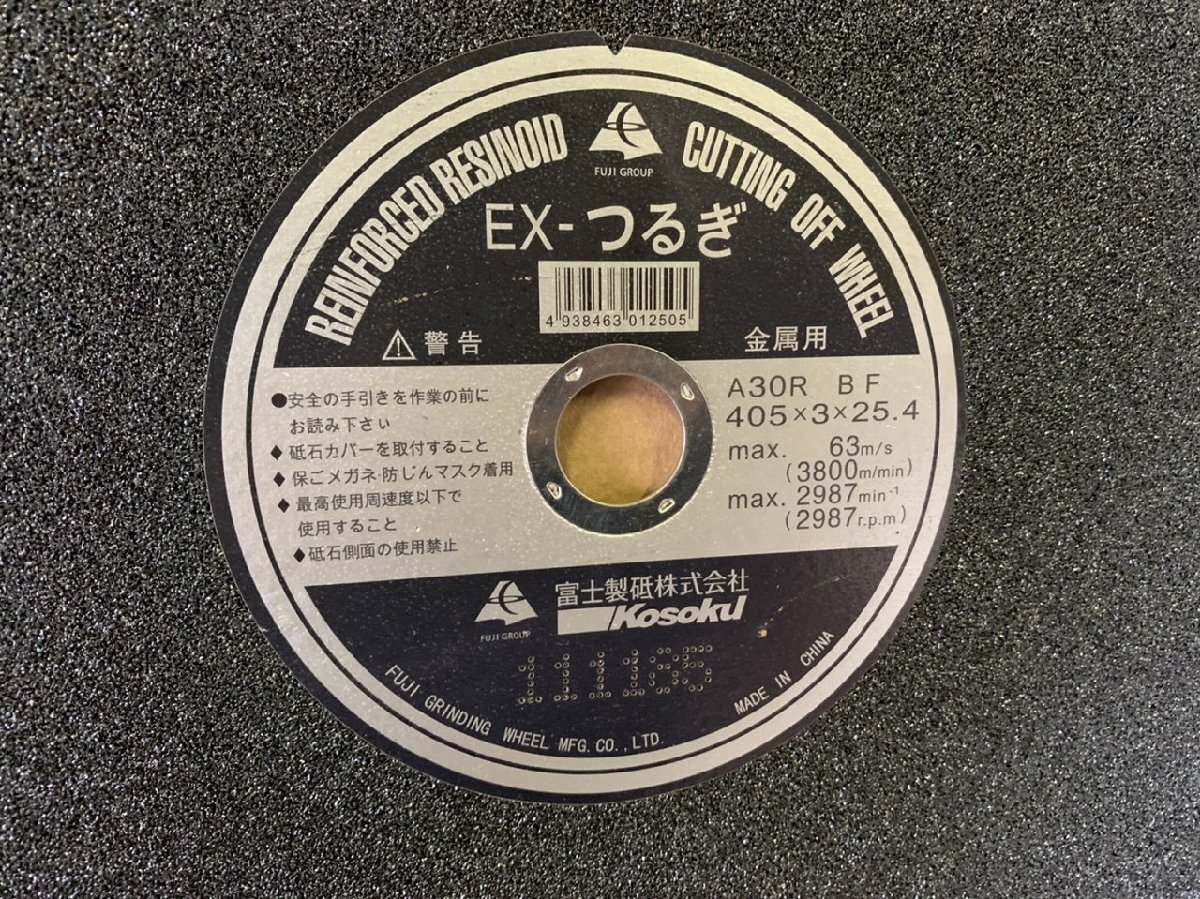 REINFORCED RESINOID CUTTING OFF WHEEL
FUJI GROUP
EX-つるぎ
4 938463 012505
警告
金属用
●安全の手引きを作業の前に
お読み下さい
◆砥石カバーを取付すること
◆保ごメガネ・防じんマスク着用
◆最高使用周速度以下で
使用すること
◆砥石側面の使用禁止
A30R BF
405×3×25.4
max. 63m/s
(3800m/min)
max. 2987min⁻¹
(2987r.p.m)
富士製砥株式会社
Kosoku
FUJI GROUP
FUJI GRINDING WHEEL MFG. CO., LTD.
MADE IN CHINA